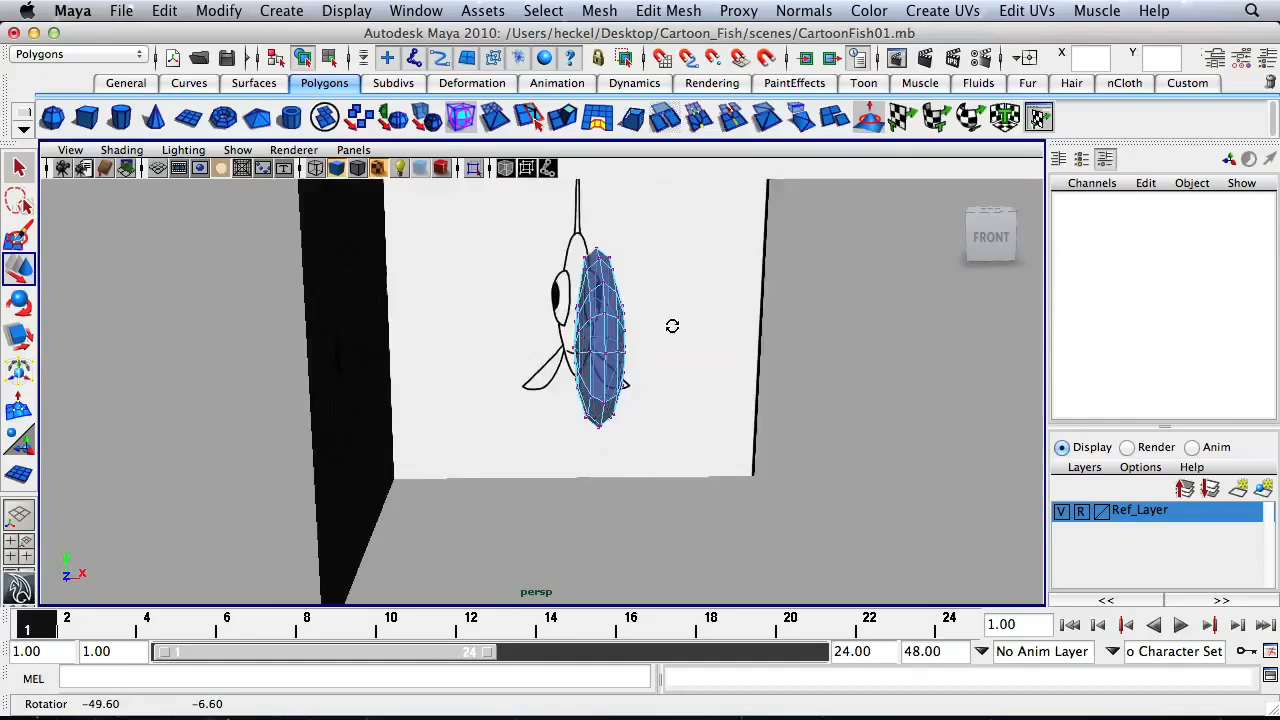 Maya File Edit Modify Create Display Window Assets Select Mesh Edit Mesh Proxy Normals Color Create UVs Edit UVs Muscle Help
Autodesk Maya 2010: /Users/heckel/Desktop/Cartoon_Fish/scenes/CartoonFish01.mb
Polygons X Y
General Curves Surfaces Polygons Subdivs Deformation Animation Dynamics Rendering PaintEffects Toon Muscle Fluids Fur Hair nCloth Custom
View Shading Lighting Show Renderer Panels
Channels Edit Object Show
FRONT
Display Render Anim
Layers Options Help
V R Ref_Layer
y
z x
persp
<< >>
1 2 4 6 8 10 12 14 16 18 20 22 24 1.00
1.00 1.00 1 24 24.00 48.00 No Anim Layer o Character Set
MEL
Rotatior -49.60 -6.60